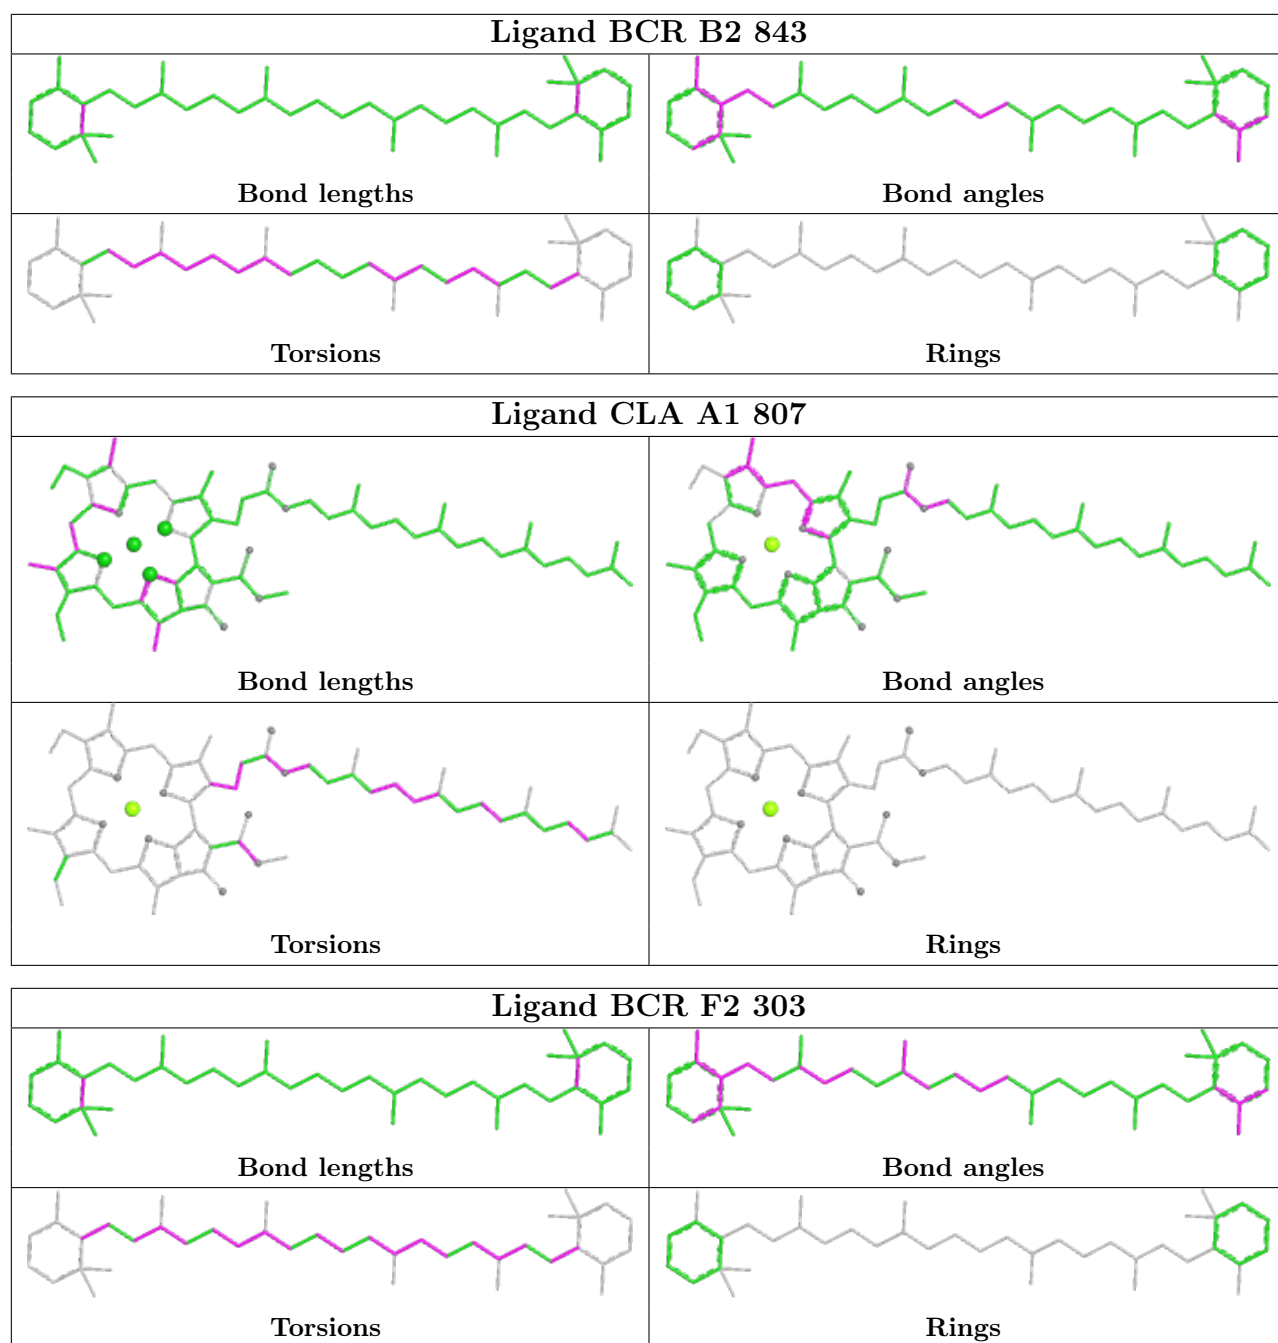 Ligand BCR B2 843
Bond lengths
Bond angles
Torsions
Rings
Ligand CLA A1 807
Bond lengths
Bond angles
Torsions
Rings
Ligand BCR F2 303
Bond lengths
Bond angles
Torsions
Rings